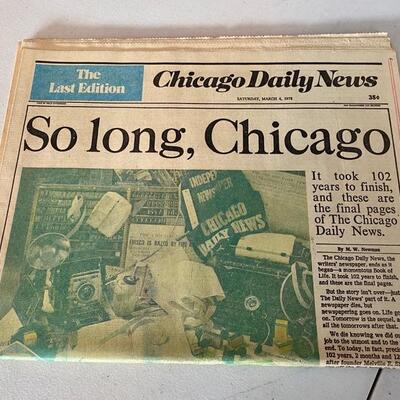 The
Last Edition
Chicago Daily News
SATURDAY, MARCH 4, 1978
35¢
So long, Chicago
It took 102
years to finish,
and these are
the final pages
of The Chicago
Daily News.
INDEPENDENT
NEWSPAPER
CHICAGO
DAILY NEWS
By M. W. Newman
The Chicago Daily News, the
writers' newspaper, ends as it
began—a momentous Book of
Life. It took 102 years to finish,
and these are the final pages.
But the story isn't over—just
The Daily News' part of it. A
newspaper dies, but
newspapering goes on. Life goes
on. Tomorrow is the sequel, a
all the tomorrows after that.
We die knowing we did our
job to the utmost and to the
end. To today, in fact, precis
102 years, 2 months and 12
after founder Melville E. S